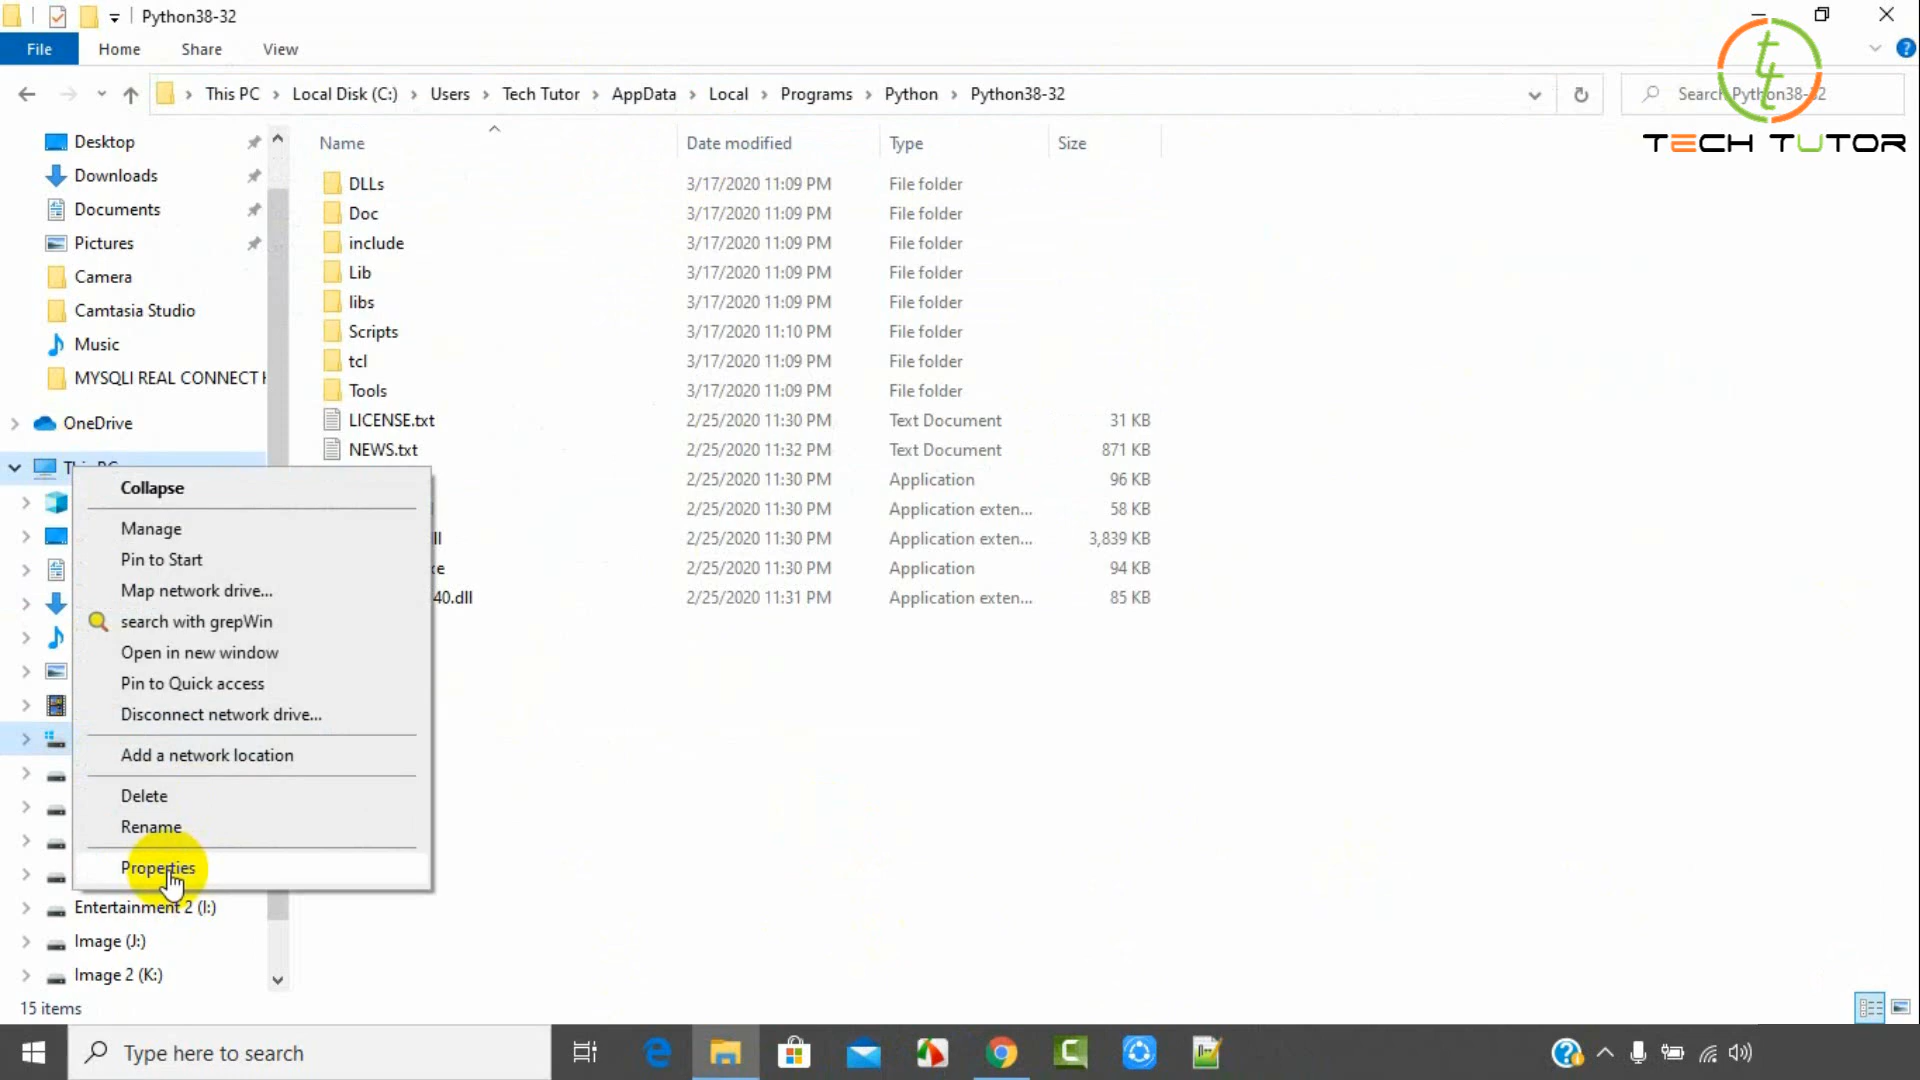 Python38-32
File Home Share View
This PC Local Disk (C:) Users Tech Tutor AppData Local Programs Python Python38-32
Search Python38-32
TECH TUTOR
Name Date modified Type Size
Desktop
Downloads
Documents
Pictures
Camera
Camtasia Studio
Music
MYSQLI REAL CONNECT
OneDrive
DLLs 3/17/2020 11:09 PM File folder
Doc 3/17/2020 11:09 PM File folder
include 3/17/2020 11:09 PM File folder
Lib 3/17/2020 11:09 PM File folder
libs 3/17/2020 11:09 PM File folder
Scripts 3/17/2020 11:10 PM File folder
tcl 3/17/2020 11:09 PM File folder
Tools 3/17/2020 11:09 PM File folder
LICENSE.txt 2/25/2020 11:30 PM Text Document 31 KB
NEWS.txt 2/25/2020 11:32 PM Text Document 871 KB
2/25/2020 11:30 PM Application 96 KB
2/25/2020 11:30 PM Application exten... 58 KB
ll 2/25/2020 11:30 PM Application exten... 3,839 KB
xe 2/25/2020 11:30 PM Application 94 KB
40.dll 2/25/2020 11:31 PM Application exten... 85 KB
This PC
Collapse
Manage
Pin to Start
Map network drive...
search with grepWin
Open in new window
Pin to Quick access
Disconnect network drive...
Add a network location
Delete
Rename
Properties
Entertainment 2 (I:)
Image (J:)
Image 2 (K:)
15 items
Type here to search